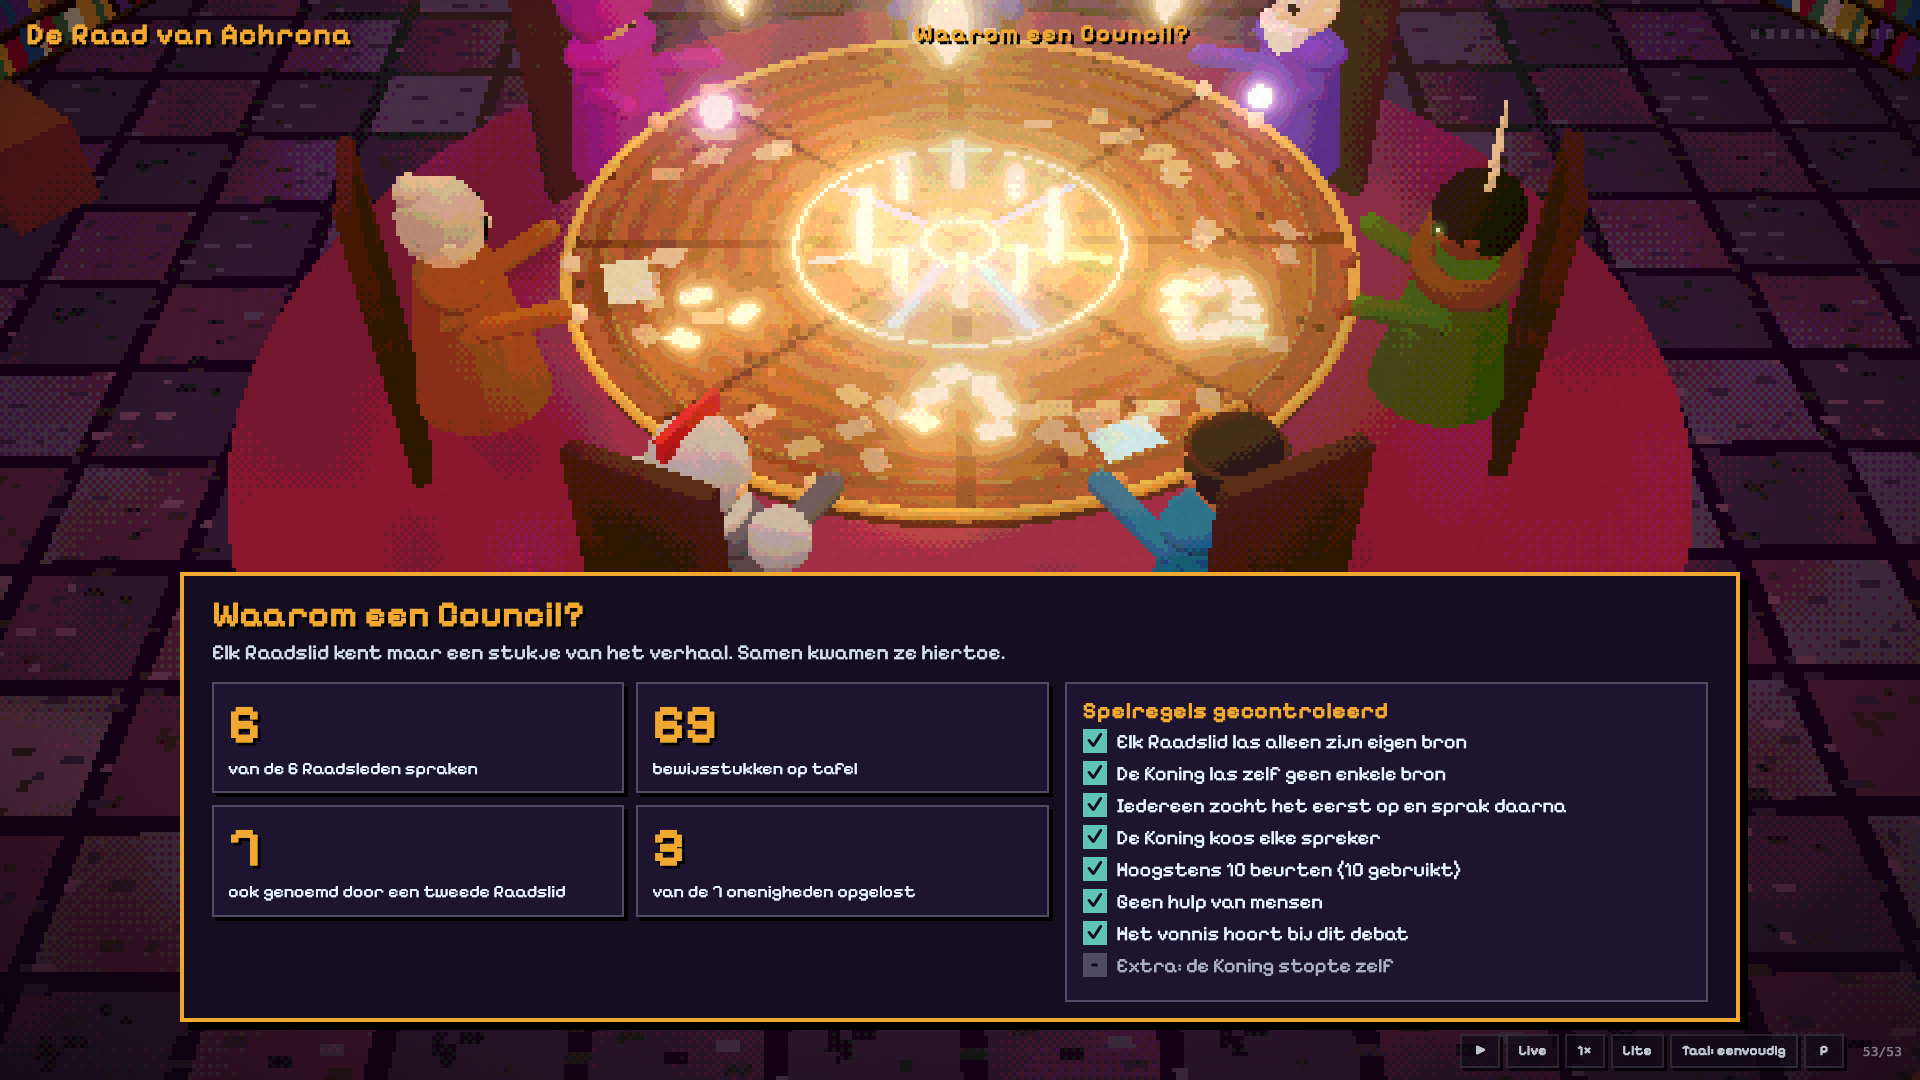 De Raad van Achrona
Waarom een Council?
Waarom een Council?
Elk Raadslid kent maar een stukje van het verhaal. Samen kwamen ze hiertoe.
6
van de 6 Raadsleden spraken
69
bewijsstukken op tafel
7
ook genoemd door een tweede Raadslid
3
van de 7 onenigheden opgelost
Spelregels gecontroleerd
Elk Raadslid las alleen zijn eigen bron
De Koning las zelf geen enkele bron
Iedereen zocht het eerst op en sprak daarna
De Koning koos elke spreker
Hoogstens 10 beurten (10 gebruikt)
Geen hulp van mensen
Het vonnis hoort bij dit debat
- Extra: de Koning stopte zelf
Live
1×
Lite
Taal: eenvoudig
P
53/53